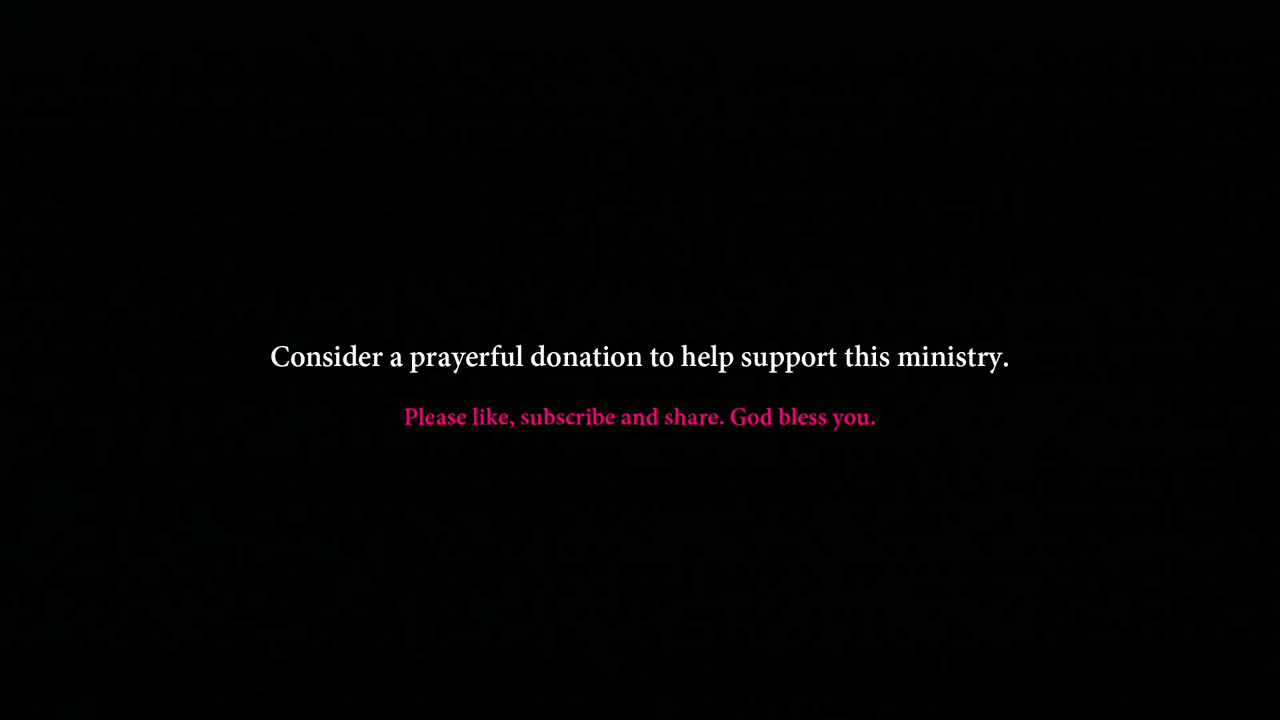 Consider a prayerful donation to help support this ministry.
Please like, subscribe and share. God bless you.